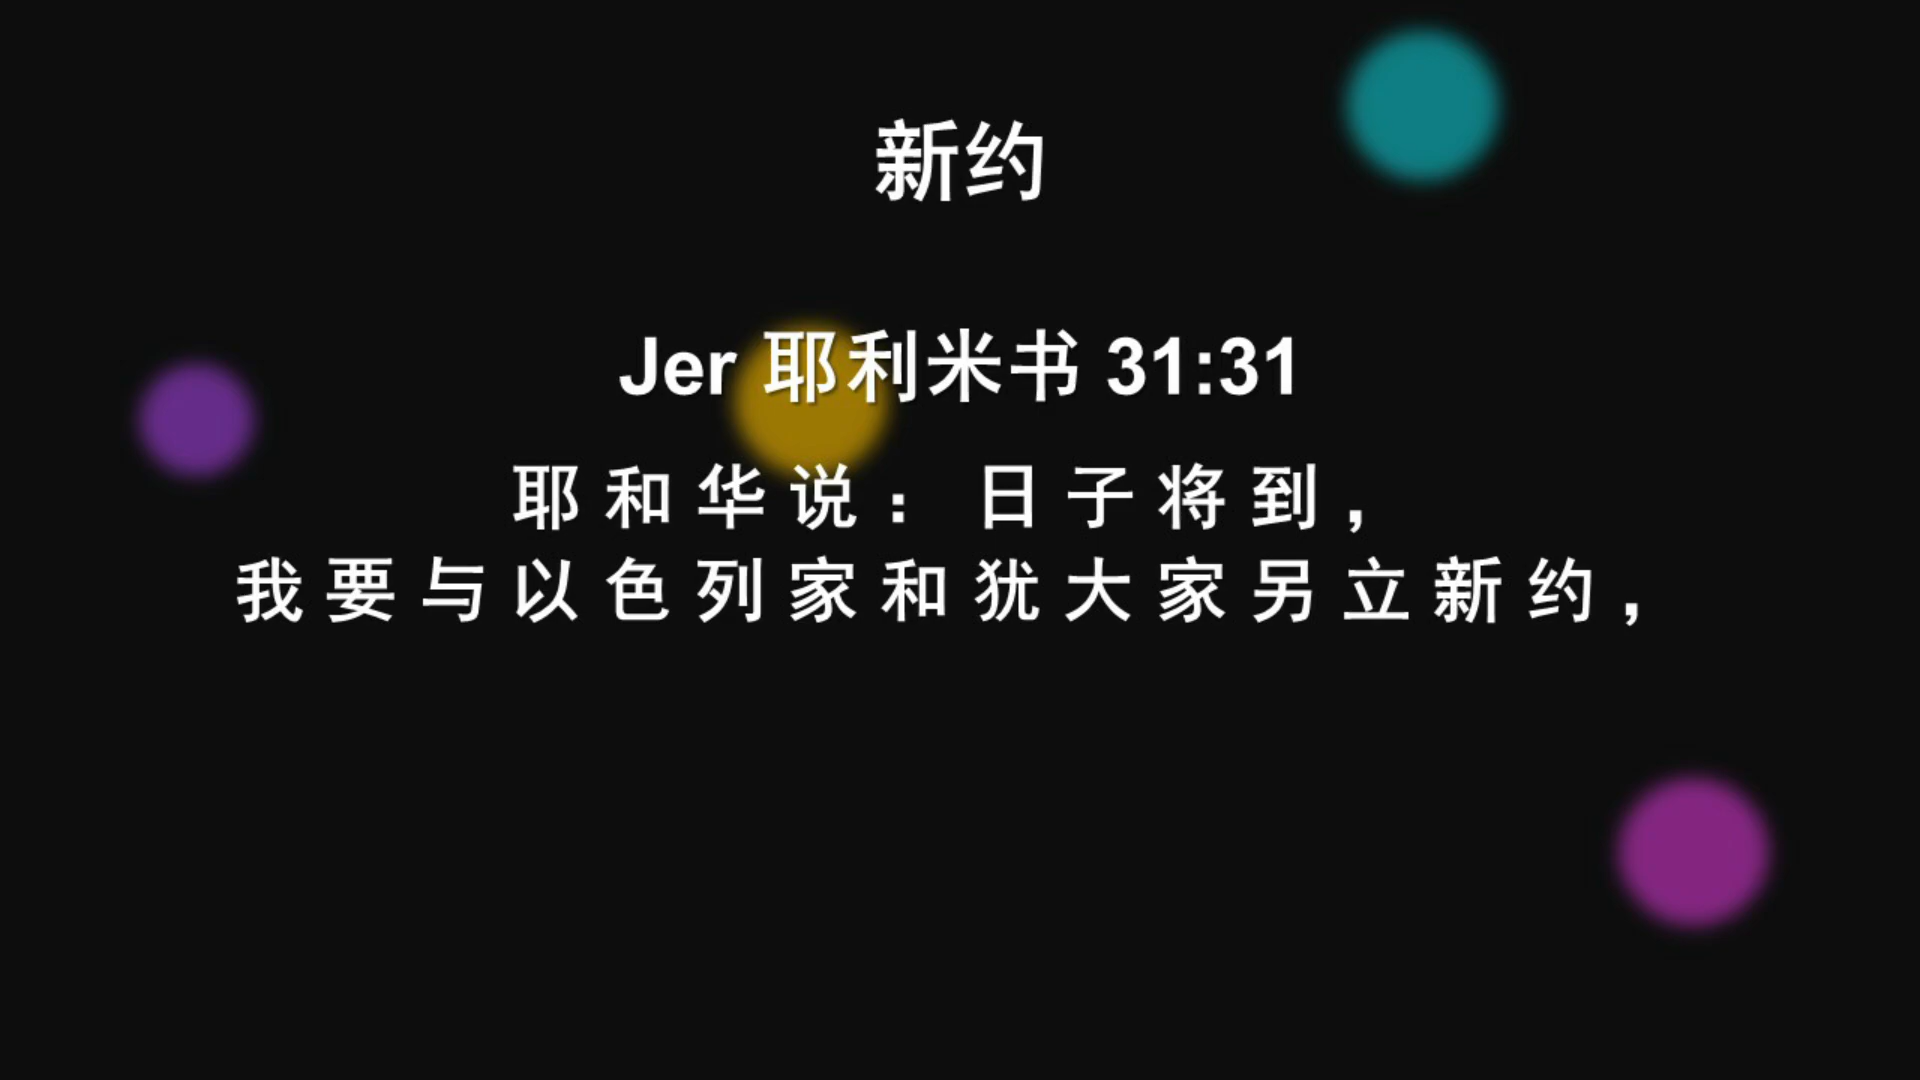 新约
Jer 耶利米书 31:31
耶 和 华 说 ： 日 子 将 到 ，
我 要 与 以 色 列 家 和 犹 大 家 另 立 新 约 ，